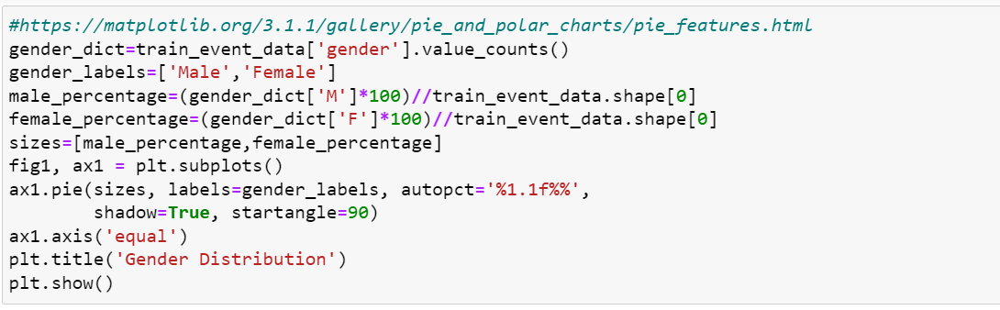 #https://matplotlib.org/3.1.1/gallery/pie_and_polar_charts/pie_features.html
gender_dict=train_event_data['gender'].value_counts()
gender_labels=['Male','Female']
male_percentage=(gender_dict['M']*100)//train_event_data.shape[0]
female_percentage=(gender_dict['F']*100)//train_event_data.shape[0]
sizes=[male_percentage,female_percentage]
fig1, ax1 = plt.subplots()
ax1.pie(sizes, labels=gender_labels, autopct='%1.1f%%',
        shadow=True, startangle=90)
ax1.axis('equal')
plt.title('Gender Distribution')
plt.show()